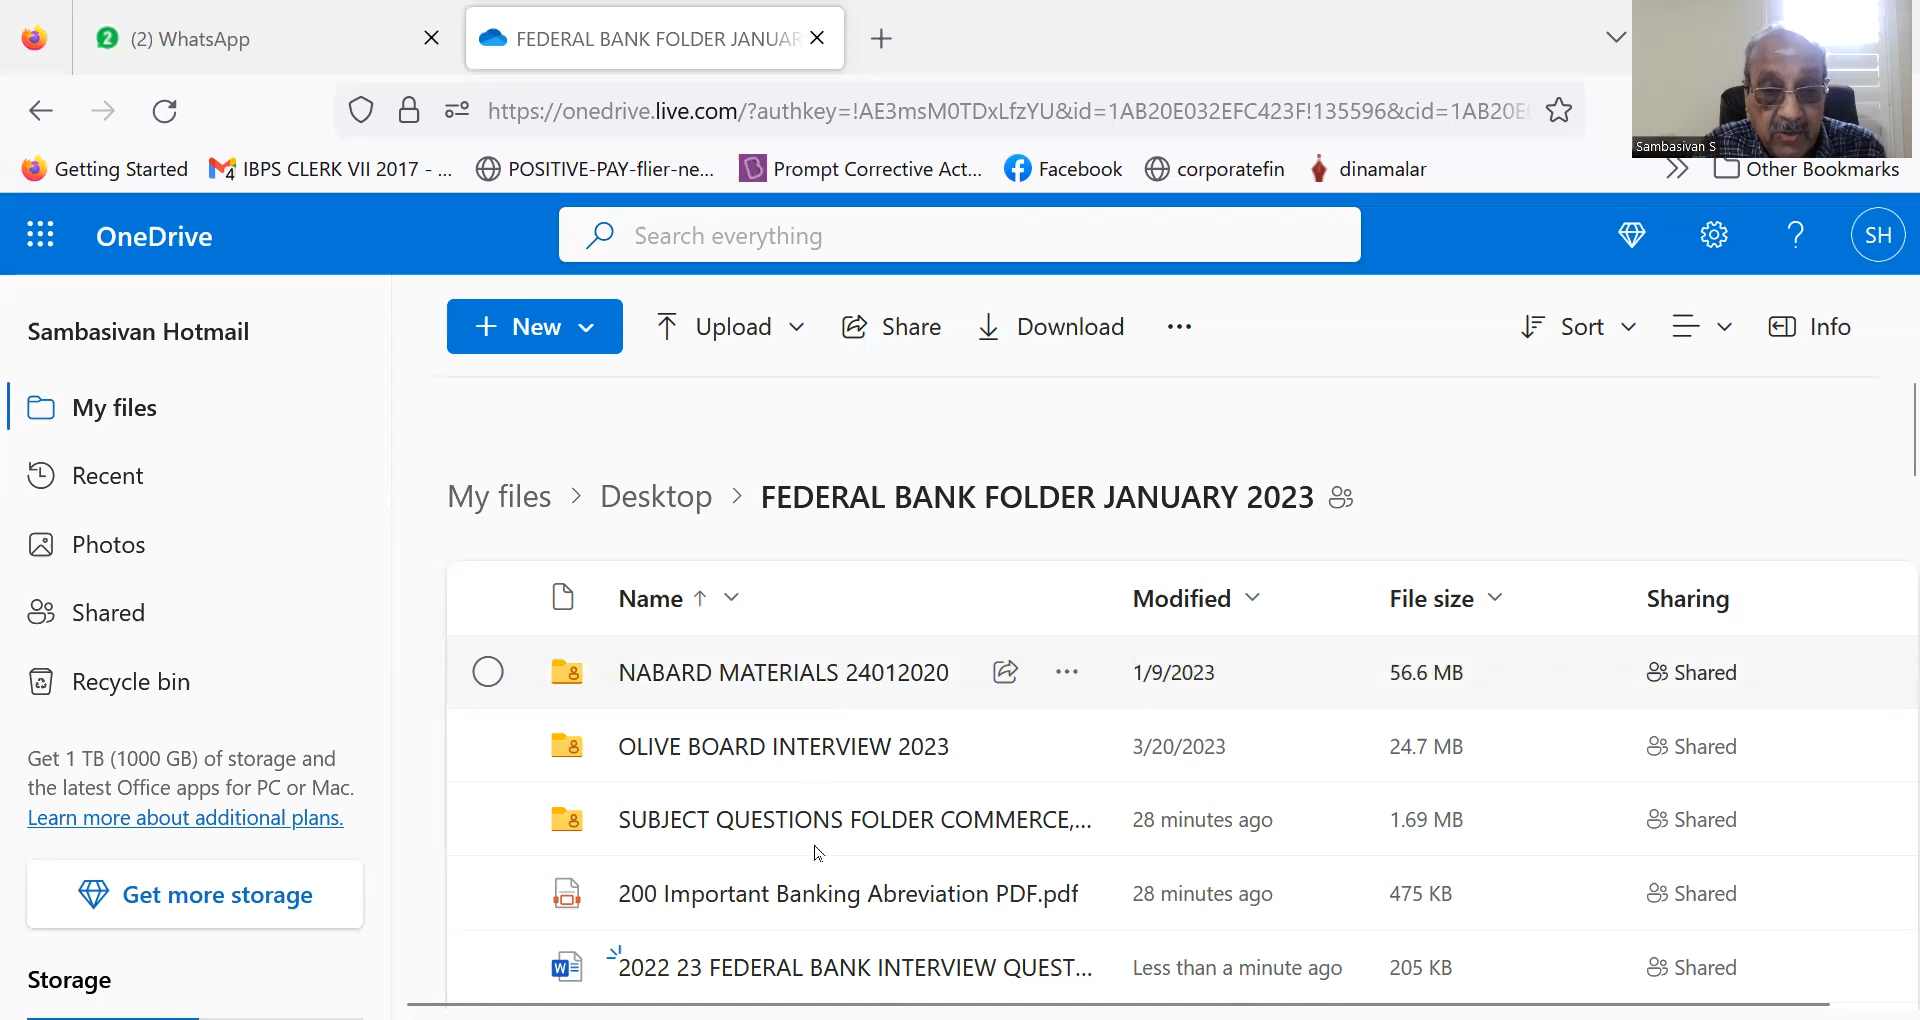 2 (2) WhatsApp
FEDERAL BANK FOLDER JANUAR
https://onedrive.live.com/?authkey=!AE3msM0TDxLfzYU&id=1AB20E032EFC423F!135596&cid=1AB20E
Sambasivan S
Getting Started
4 IBPS CLERK VII 2017 - ...
POSITIVE-PAY-flier-ne...
Prompt Corrective Act...
Facebook
corporatefin
dinamalar
Other Bookmarks
OneDrive
Search everything
?
SH
Sambasivan Hotmail
+ New
Upload
Share
Download
...
Sort
Info
My files
Recent
Photos
Shared
Recycle bin
Get 1 TB (1000 GB) of storage and
the latest Office apps for PC or Mac.
Learn more about additional plans.
Get more storage
Storage
My files > Desktop > FEDERAL BANK FOLDER JANUARY 2023
Name ↑ Modified File size Sharing
NABARD MATERIALS 24012020 ... 1/9/2023 56.6 MB Shared
OLIVE BOARD INTERVIEW 2023 3/20/2023 24.7 MB Shared
SUBJECT QUESTIONS FOLDER COMMERCE,... 28 minutes ago 1.69 MB Shared
200 Important Banking Abreviation PDF.pdf 28 minutes ago 475 KB Shared
W 2022 23 FEDERAL BANK INTERVIEW QUEST... Less than a minute ago 205 KB Shared